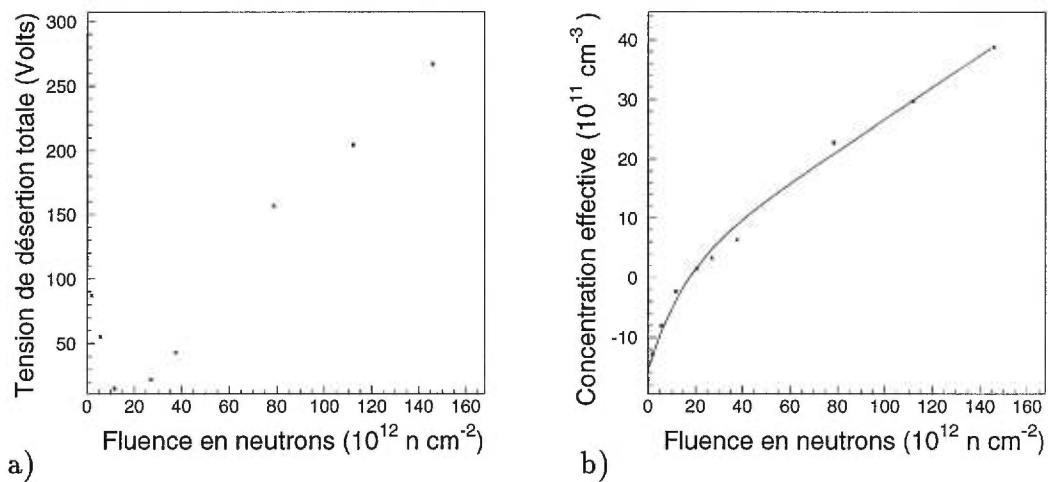 Tension de désertion totale (Volts)
300
250
200
150
100
50
0 20 40 60 80 100 120 140 160
Fluence en neutrons (10¹² n cm⁻²)
a)
Concentration effective (10¹¹ cm⁻³)
40
30
20
10
0
-10
0 20 40 60 80 100 120 140 160
Fluence en neutrons (10¹² n cm⁻²)
b)